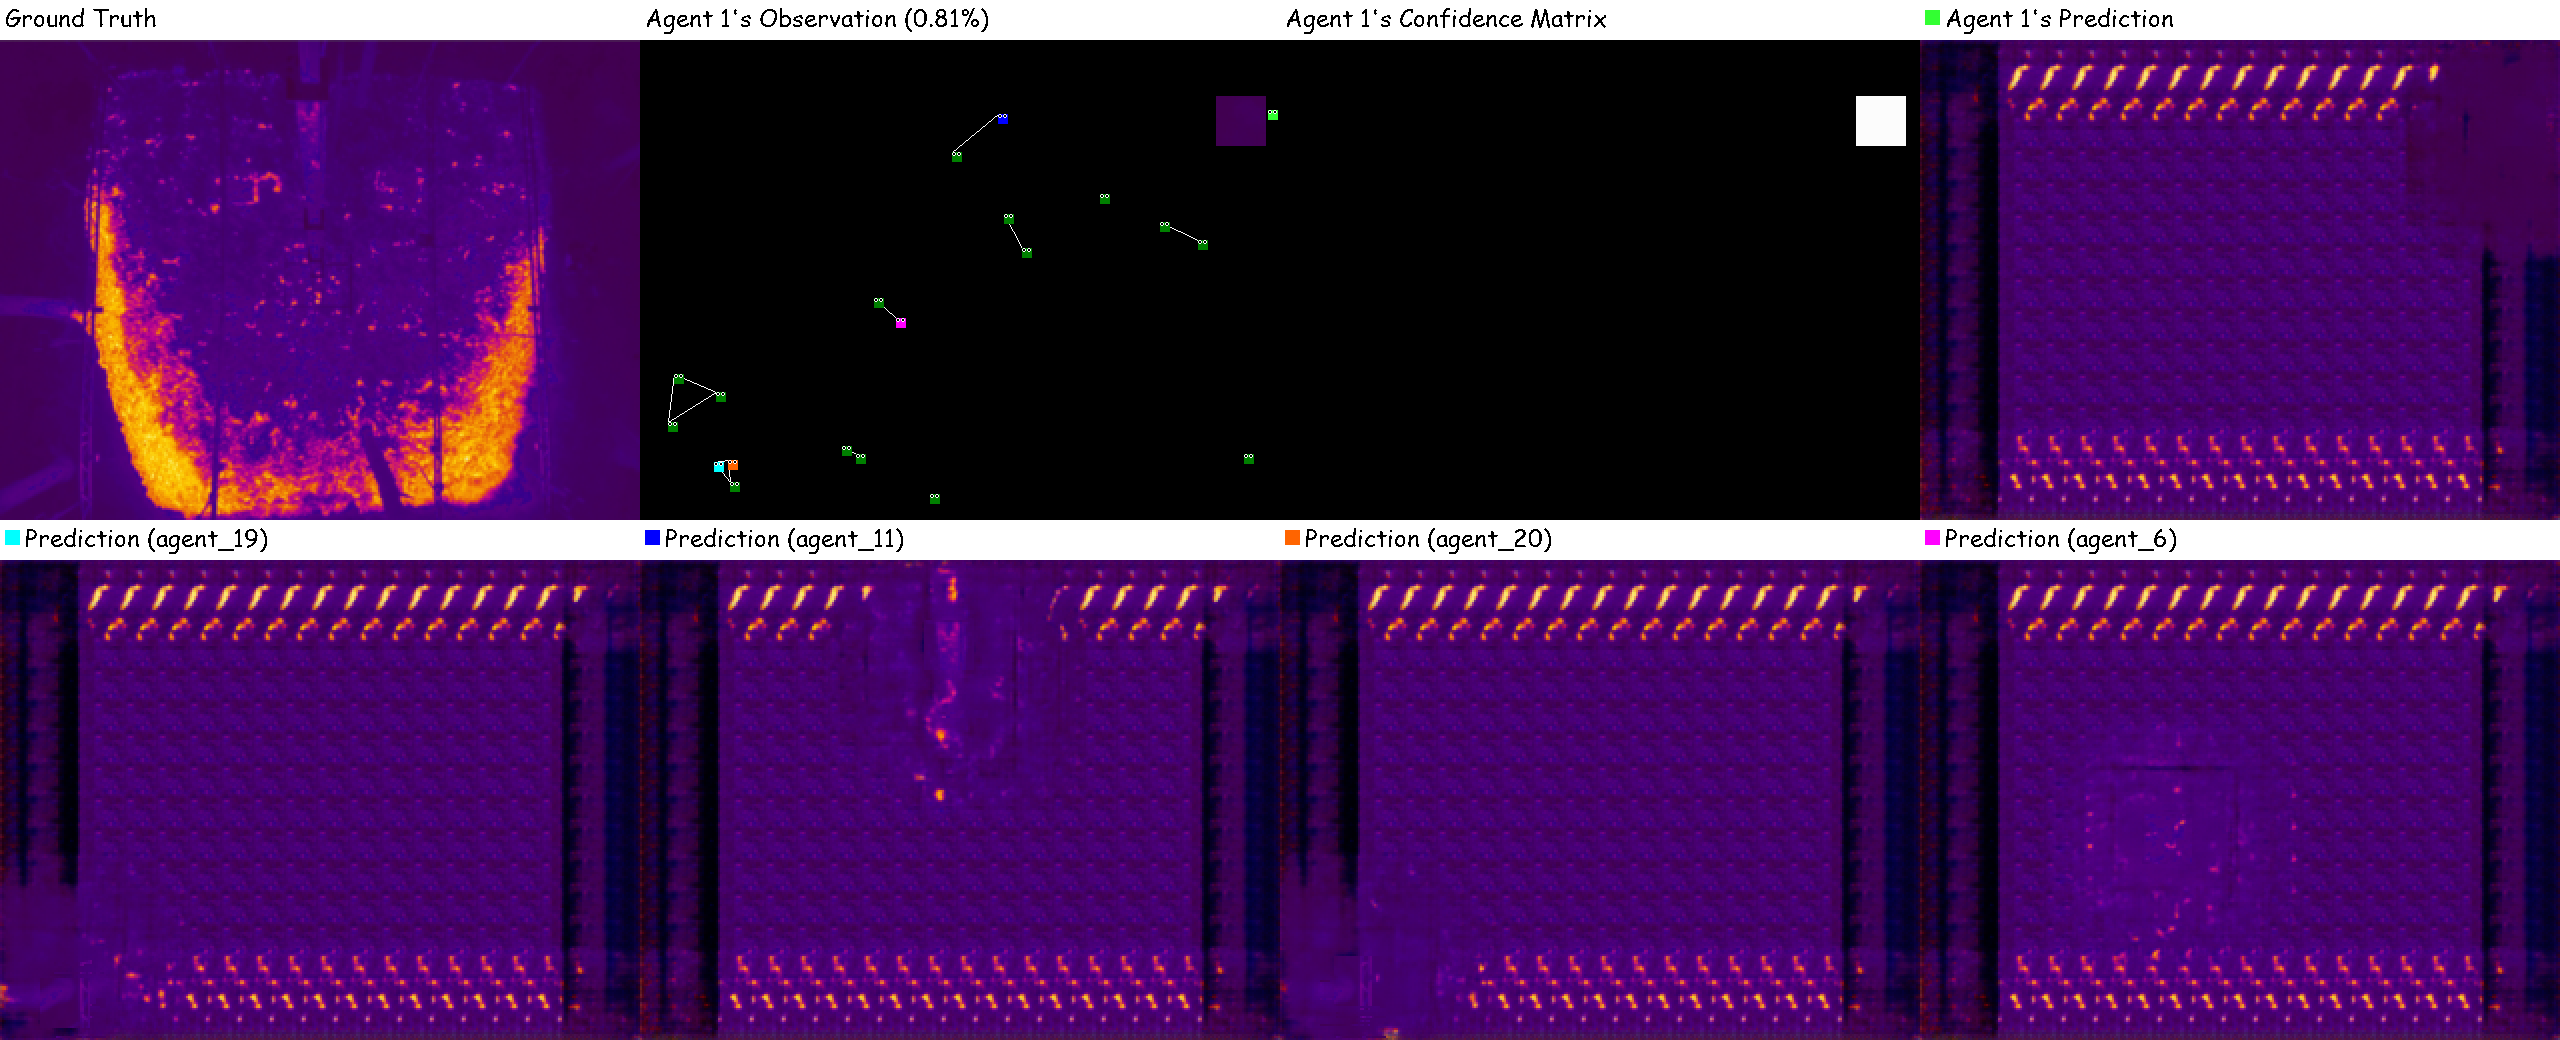 Ground Truth
Agent 1's Observation (0.81%)
Agent 1's Confidence Matrix
Agent 1's Prediction
Prediction (agent_19)
Prediction (agent_11)
Prediction (agent_20)
Prediction (agent_6)